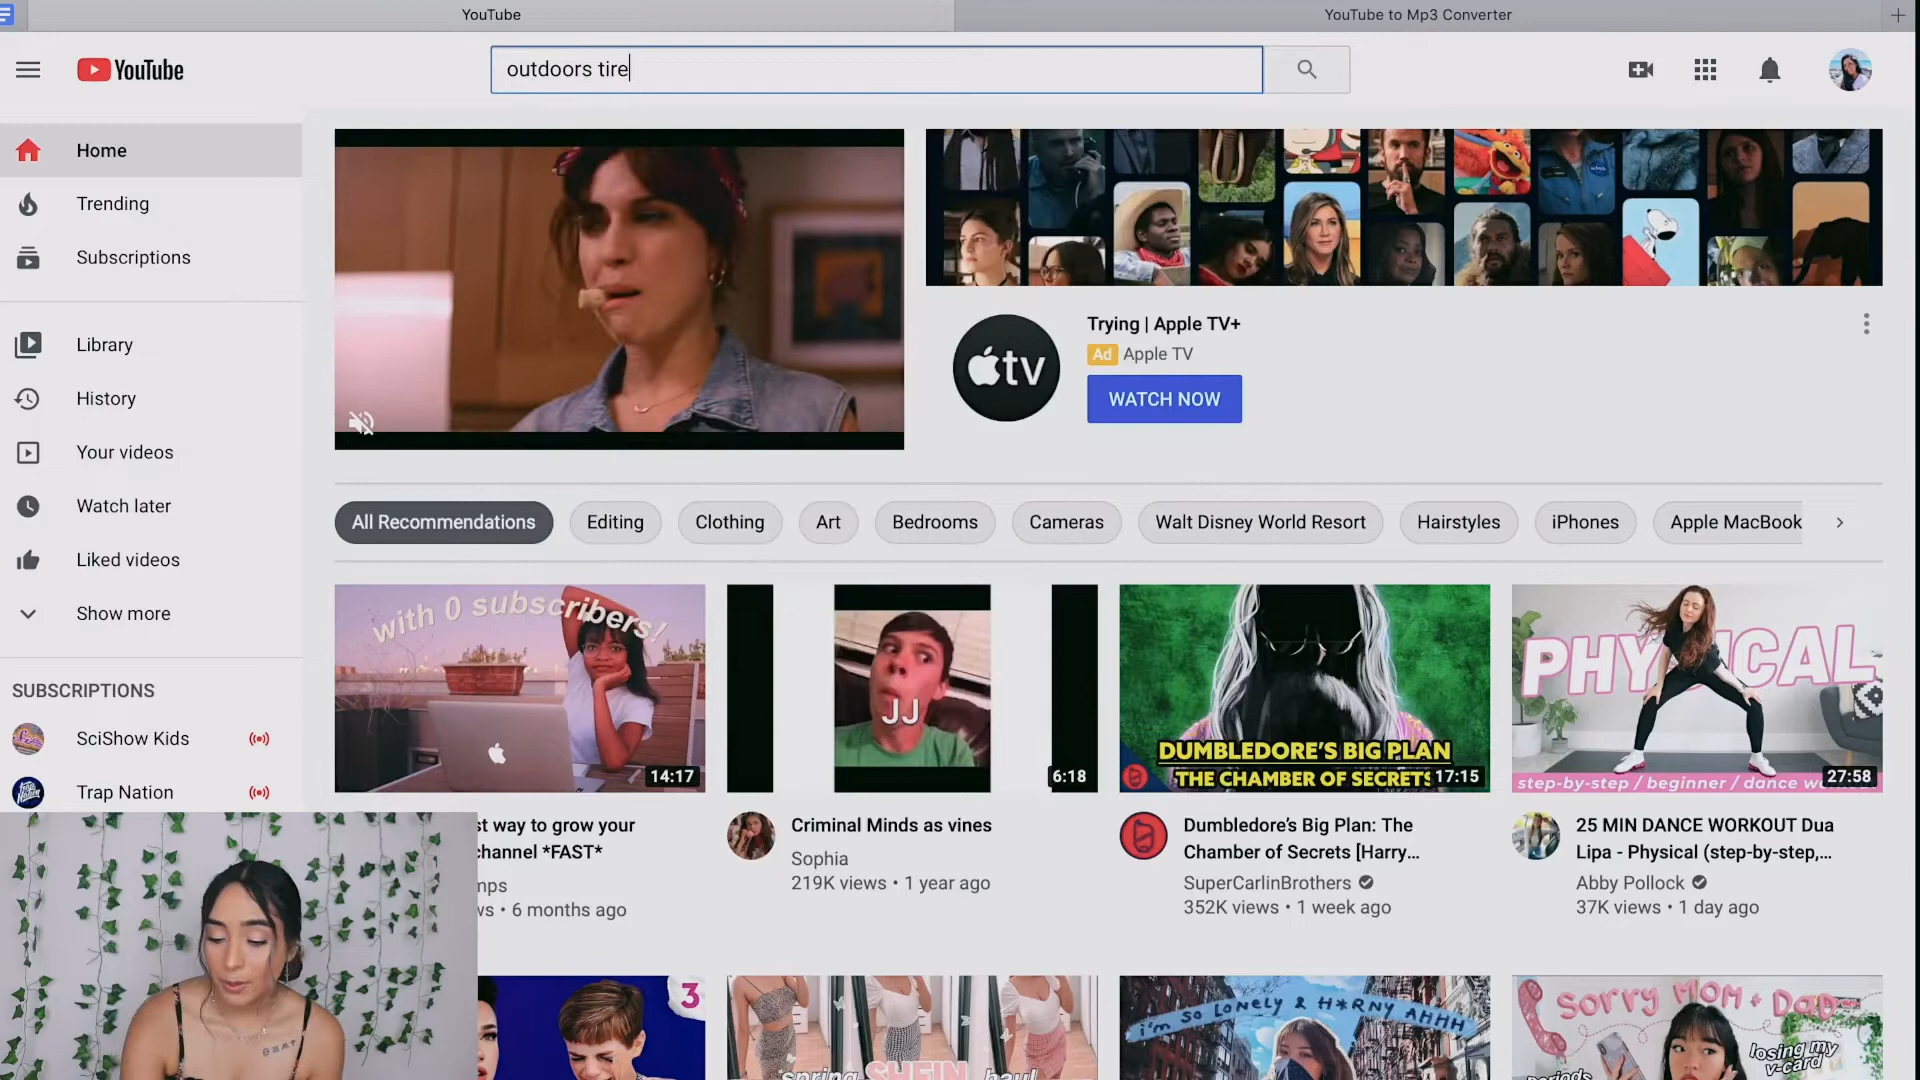 YouTube
YouTube to Mp3 Converter
YouTube
outdoors tire
Home
Trending
Subscriptions
Library
History
Your videos
Watch later
Liked videos
Show more
SUBSCRIPTIONS
SciShow Kids
Trap Nation
tv
Trying | Apple TV+
Ad Apple TV
WATCH NOW
All Recommendations
Editing
Clothing
Art
Bedrooms
Cameras
Walt Disney World Resort
Hairstyles
iPhones
Apple MacBook
with 0 subscribers!
14:17
st way to grow your
channel *FAST*
mps
ws • 6 months ago
JJ
6:18
Criminal Minds as vines
Sophia
219K views • 1 year ago
DUMBLEDORE'S BIG PLAN
THE CHAMBER OF SECRETS
17:15
Dumbledore's Big Plan: The
Chamber of Secrets [Harry...
SuperCarlinBrothers
352K views • 1 week ago
PHYSICAL
step-by-step / beginner / dance w
27:58
25 MIN DANCE WORKOUT Dua
Lipa - Physical (step-by-step,...
Abby Pollock
37K views • 1 day ago
3
spring SHEIN haul
i'm so LONELY & H*RNY AHHH
SORRY MOM + DAD
losing my
v-card
periods